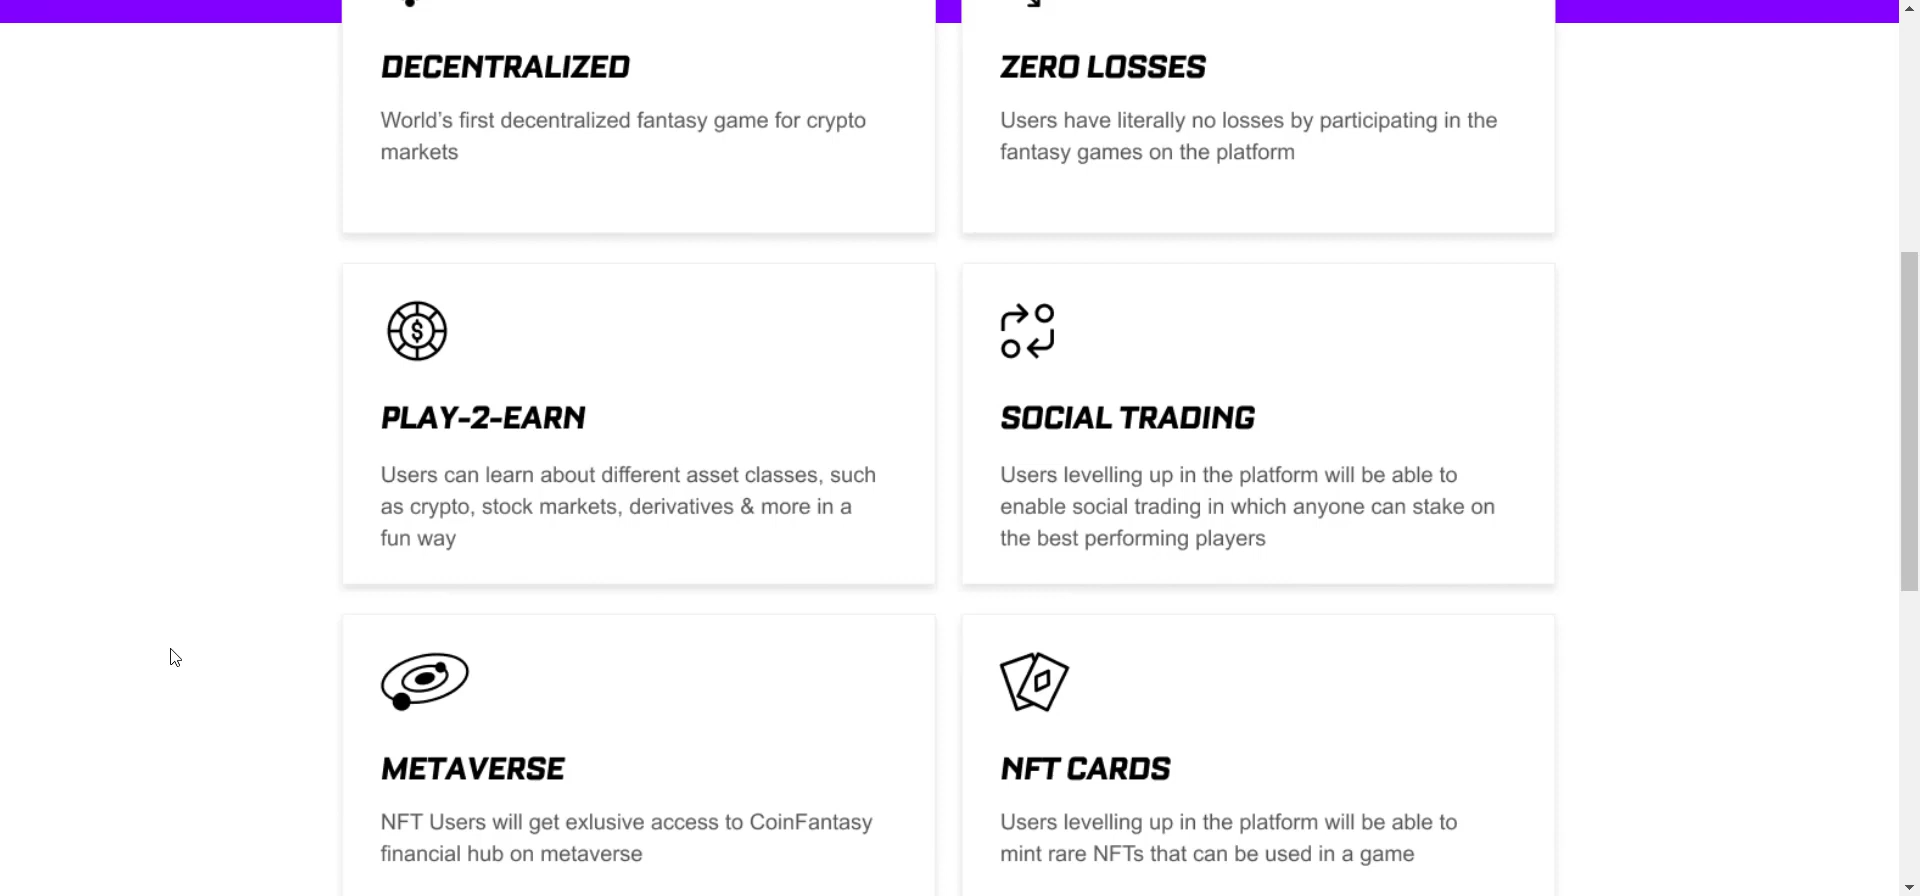 DECENTRALIZED
World's first decentralized fantasy game for crypto
markets
ZERO LOSSES
Users have literally no losses by participating in the
fantasy games on the platform
$
PLAY-2-EARN
Users can learn about different asset classes, such
as crypto, stock markets, derivatives & more in a
fun way
SOCIAL TRADING
Users levelling up in the platform will be able to
enable social trading in which anyone can stake on
the best performing players
METAVERSE
NFT Users will get exlusive access to CoinFantasy
financial hub on metaverse
NFT CARDS
Users levelling up in the platform will be able to
mint rare NFTs that can be used in a game